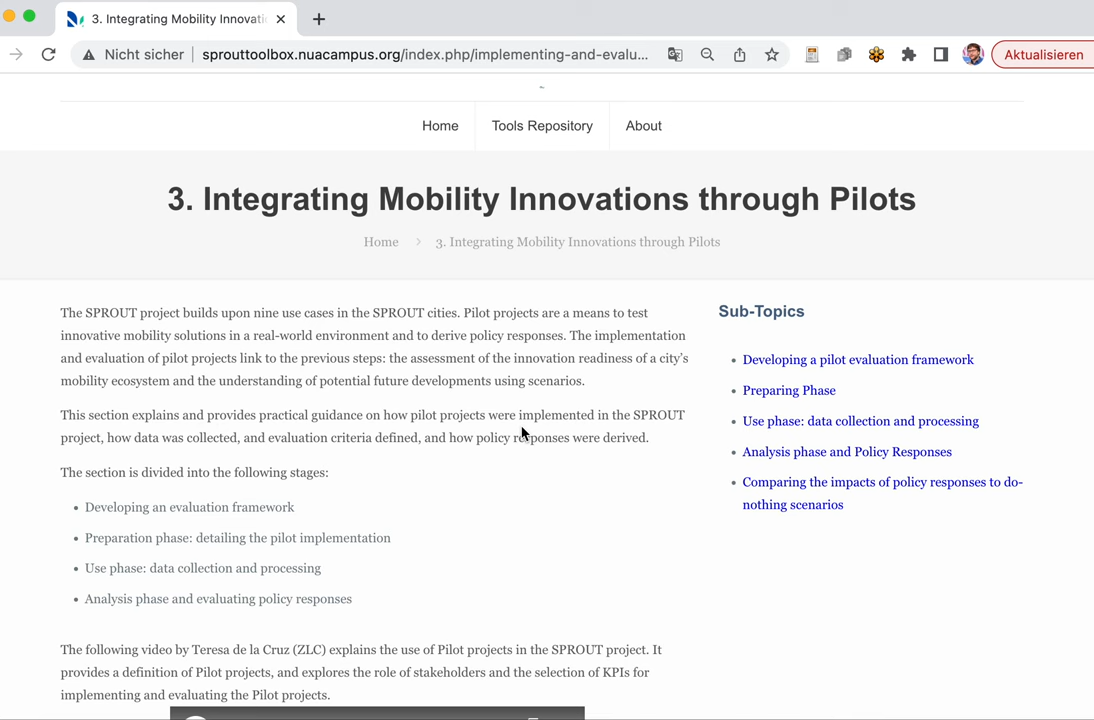 3. Integrating Mobility Innovati
Nicht sicher
sprouttoolbox.nuacampus.org/index.php/implementing-and-evalu...
Aktualisieren
Home
Tools Repository
About
3. Integrating Mobility Innovations through Pilots
Home > 3. Integrating Mobility Innovations through Pilots
The SPROUT project builds upon nine use cases in the SPROUT cities. Pilot projects are a means to test
innovative mobility solutions in a real-world environment and to derive policy responses. The implementation
and evaluation of pilot projects link to the previous steps: the assessment of the innovation readiness of a city's
mobility ecosystem and the understanding of potential future developments using scenarios.
This section explains and provides practical guidance on how pilot projects were implemented in the SPROUT
project, how data was collected, and evaluation criteria defined, and how policy responses were derived.
The section is divided into the following stages:
• Developing an evaluation framework
• Preparation phase: detailing the pilot implementation
• Use phase: data collection and processing
• Analysis phase and evaluating policy responses
The following video by Teresa de la Cruz (ZLC) explains the use of Pilot projects in the SPROUT project. It
provides a definition of Pilot projects, and explores the role of stakeholders and the selection of KPIs for
implementing and evaluating the Pilot projects.
Sub-Topics
• Developing a pilot evaluation framework
• Preparing Phase
• Use phase: data collection and processing
• Analysis phase and Policy Responses
• Comparing the impacts of policy responses to do-
nothing scenarios